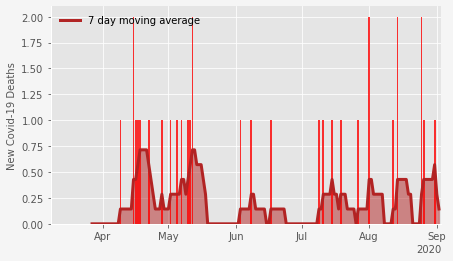 2.00
7 day moving average
1.75
1.50
1.25
1.00
0.75
0.50
0.25
0.00
New Covid-19 Deaths
Apr
May
Jun
Jul
Aug
Sep
2020